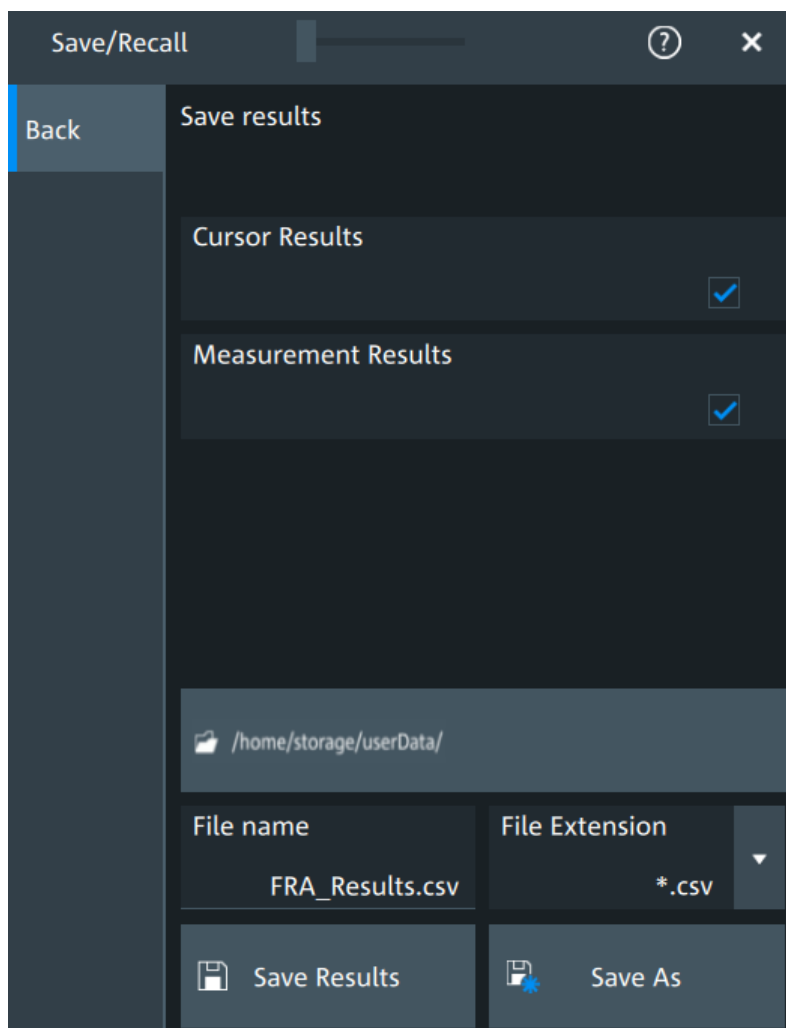 Save/Recall
Back
Save results
Cursor Results
Measurement Results
/home/storage/userData/
File name
File Extension
FRA_Results.csv
*.csv
Save Results
Save As